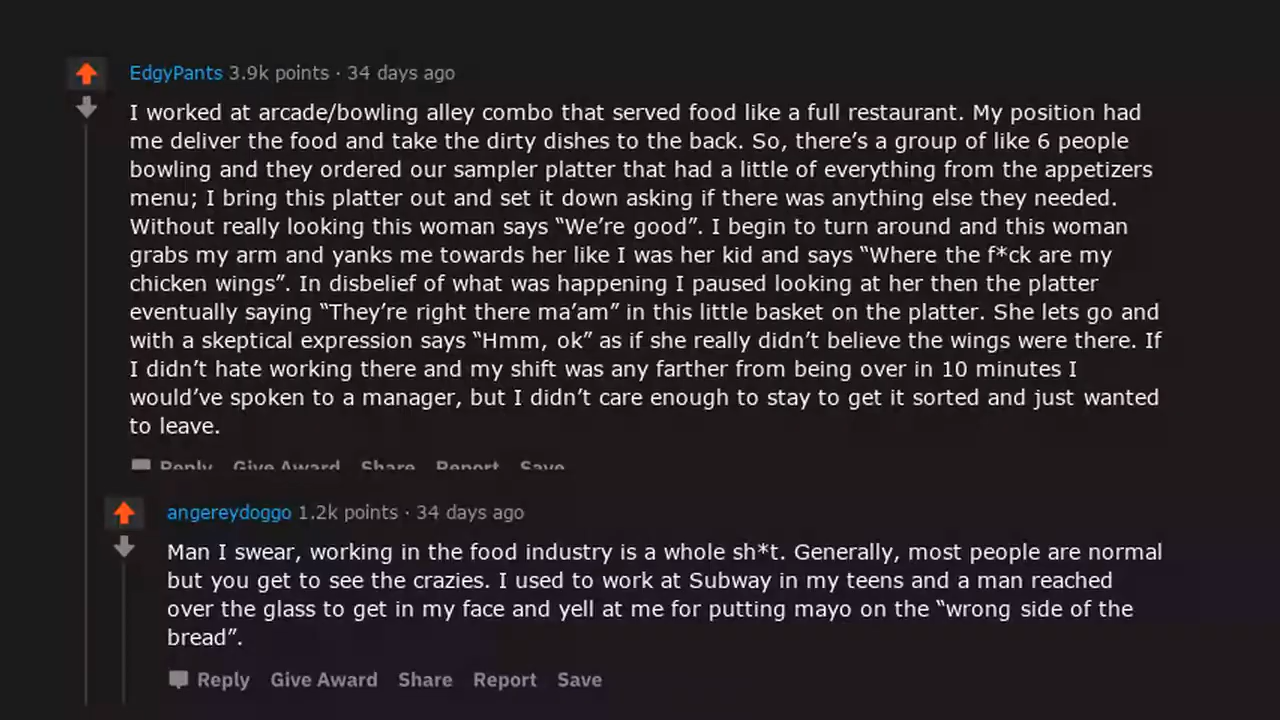 EdgyPants 3.9k points · 34 days ago
I worked at arcade/bowling alley combo that served food like a full restaurant. My position had
me deliver the food and take the dirty dishes to the back. So, there’s a group of like 6 people
bowling and they ordered our sampler platter that had a little of everything from the appetizers
menu; I bring this platter out and set it down asking if there was anything else they needed.
Without really looking this woman says “We’re good”. I begin to turn around and this woman
grabs my arm and yanks me towards her like I was her kid and says “Where the f*ck are my
chicken wings”. In disbelief of what was happening I paused looking at her then the platter
eventually saying “They’re right there ma’am” in this little basket on the platter. She lets go and
with a skeptical expression says “Hmm, ok” as if she really didn’t believe the wings were there. If
I didn’t hate working there and my shift was any farther from being over in 10 minutes I
would’ve spoken to a manager, but I didn’t care enough to stay to get it sorted and just wanted
to leave.
Reply Give Award Share Report Save
angereydoggo 1.2k points · 34 days ago
Man I swear, working in the food industry is a whole sh*t. Generally, most people are normal
but you get to see the crazies. I used to work at Subway in my teens and a man reached
over the glass to get in my face and yell at me for putting mayo on the “wrong side of the
bread”.
Reply Give Award Share Report Save